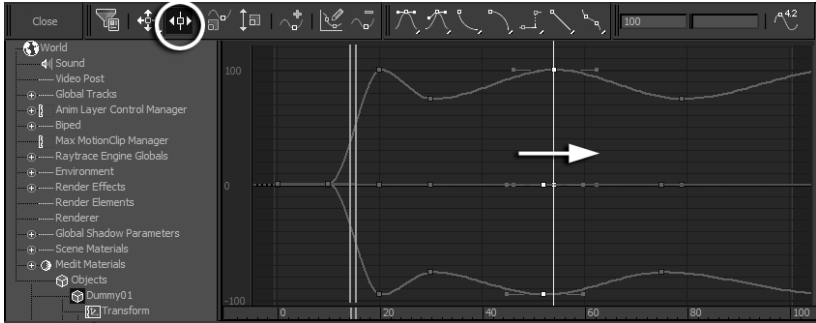 Close
100
4.2
World
Sound
Video Post
Global Tracks
Anim Layer Control Manager
Biped
Max MotionClip Manager
Raytrace Engine Globals
Environment
Render Effects
Render Elements
Renderer
Global Shadow Parameters
Scene Materials
Medit Materials
Objects
Dummy01
Transform
100
0
-100
0 20 40 60 80 100